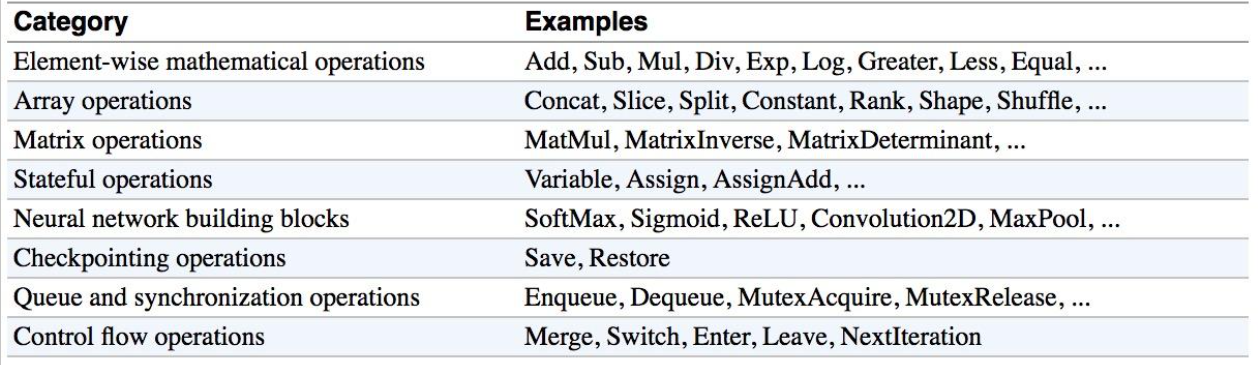 Category Examples
Element-wise mathematical operations Add, Sub, Mul, Div, Exp, Log, Greater, Less, Equal, ...
Array operations Concat, Slice, Split, Constant, Rank, Shape, Shuffle, ...
Matrix operations MatMul, MatrixInverse, MatrixDeterminant, ...
Stateful operations Variable, Assign, AssignAdd, ...
Neural network building blocks SoftMax, Sigmoid, ReLU, Convolution2D, MaxPool, ...
Checkpointing operations Save, Restore
Queue and synchronization operations Enqueue, Dequeue, MutexAcquire, MutexRelease, ...
Control flow operations Merge, Switch, Enter, Leave, NextIteration